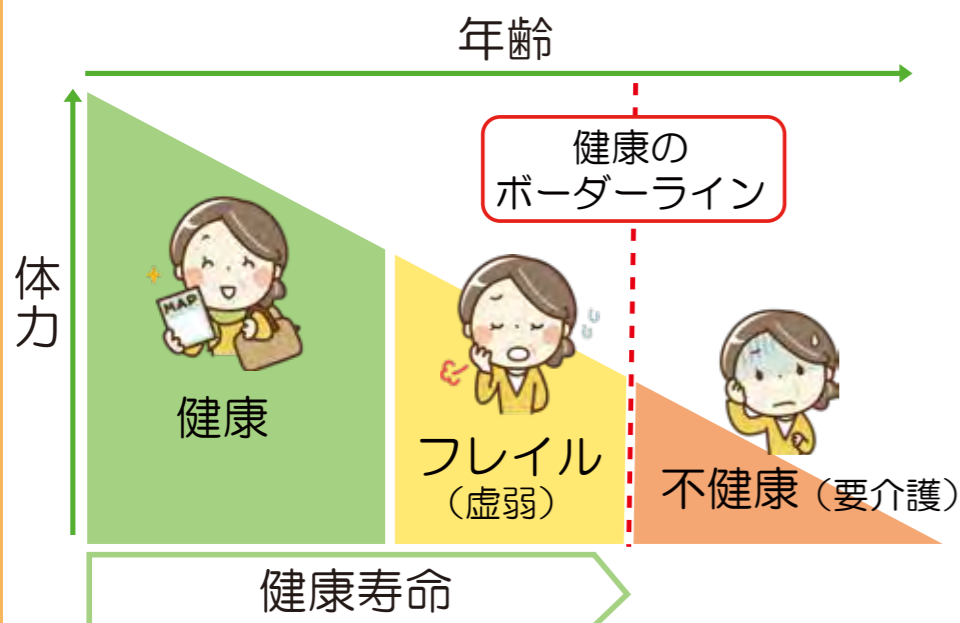 年齢
健康の
ボーダーライン
体力
MAP
健康
フレイル
（虚弱）
不健康（要介護）
健康寿命